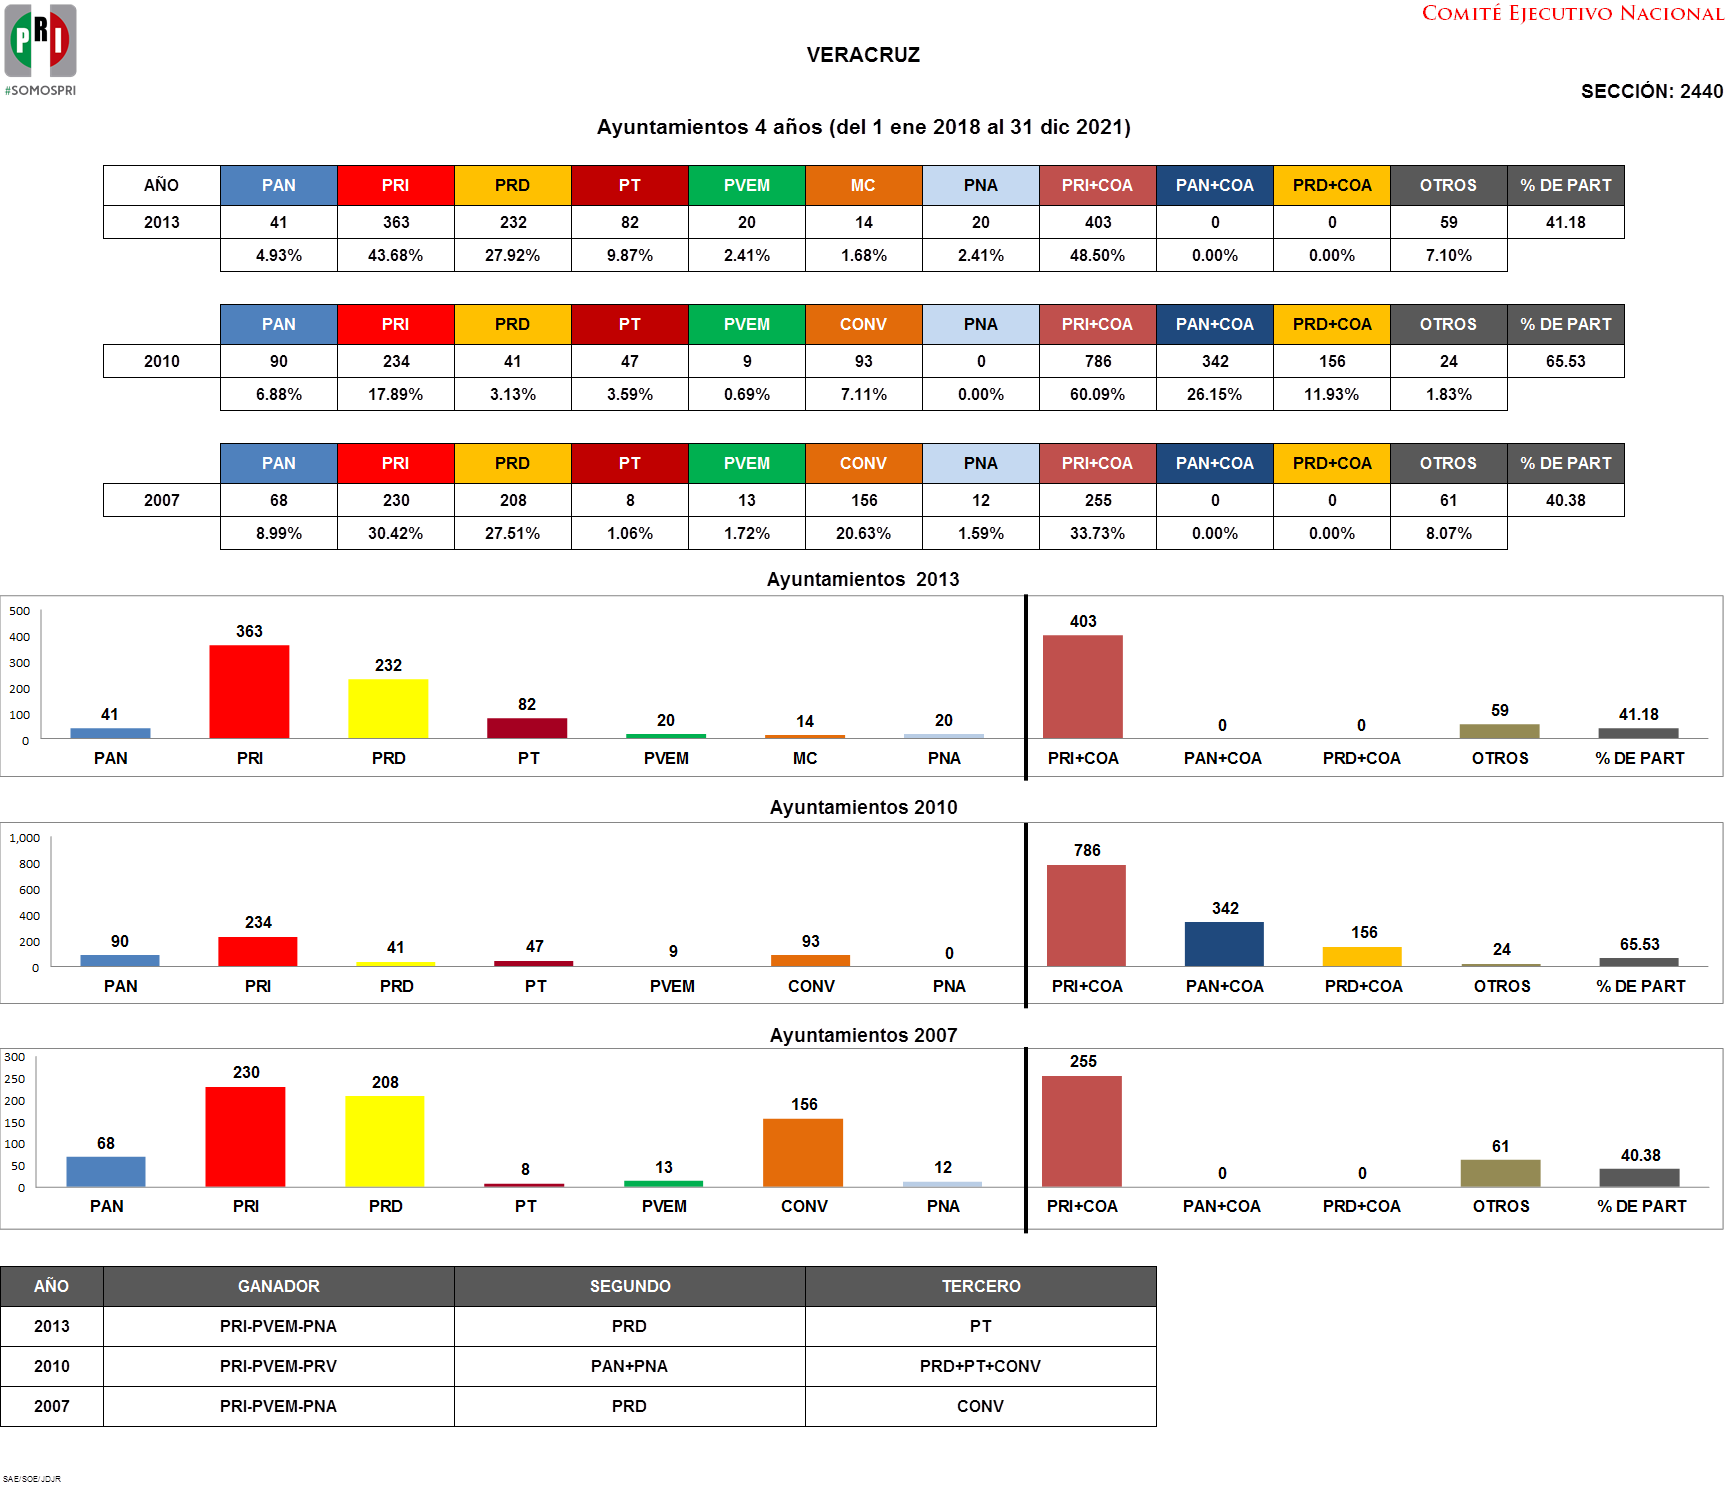 COMITÉ EJECUTIVO NACIONAL
PRI
#SOMOSPRI
VERACRUZ
SECCIÓN: 2440
Ayuntamientos 4 años (del 1 ene 2018 al 31 dic 2021)
AÑO PAN PRI PRD PT PVEM MC PNA PRI+COA PAN+COA PRD+COA OTROS % DE PART
2013 41 363 232 82 20 14 20 403 0 0 59 41.18
4.93% 43.68% 27.92% 9.87% 2.41% 1.68% 2.41% 48.50% 0.00% 0.00% 7.10%
PAN PRI PRD PT PVEM CONV PNA PRI+COA PAN+COA PRD+COA OTROS % DE PART
2010 90 234 41 47 9 93 0 786 342 156 24 65.53
6.88% 17.89% 3.13% 3.59% 0.69% 7.11% 0.00% 60.09% 26.15% 11.93% 1.83%
PAN PRI PRD PT PVEM CONV PNA PRI+COA PAN+COA PRD+COA OTROS % DE PART
2007 68 230 208 8 13 156 12 255 0 0 61 40.38
8.99% 30.42% 27.51% 1.06% 1.72% 20.63% 1.59% 33.73% 0.00% 0.00% 8.07%
Ayuntamientos 2013
500
400
300
200
100
0
41 363 232 82 20 14 20 403 0 0 59 41.18
PAN PRI PRD PT PVEM MC PNA PRI+COA PAN+COA PRD+COA OTROS % DE PART
Ayuntamientos 2010
1,000
800
600
400
200
0
90 234 41 47 9 93 0 786 342 156 24 65.53
PAN PRI PRD PT PVEM CONV PNA PRI+COA PAN+COA PRD+COA OTROS % DE PART
Ayuntamientos 2007
300
250
200
150
100
50
0
68 230 208 8 13 156 12 255 0 0 61 40.38
PAN PRI PRD PT PVEM CONV PNA PRI+COA PAN+COA PRD+COA OTROS % DE PART
AÑO GANADOR SEGUNDO TERCERO
2013 PRI-PVEM-PNA PRD PT
2010 PRI-PVEM-PRV PAN+PNA PRD+PT+CONV
2007 PRI-PVEM-PNA PRD CONV
SAE/SOE/JDJR